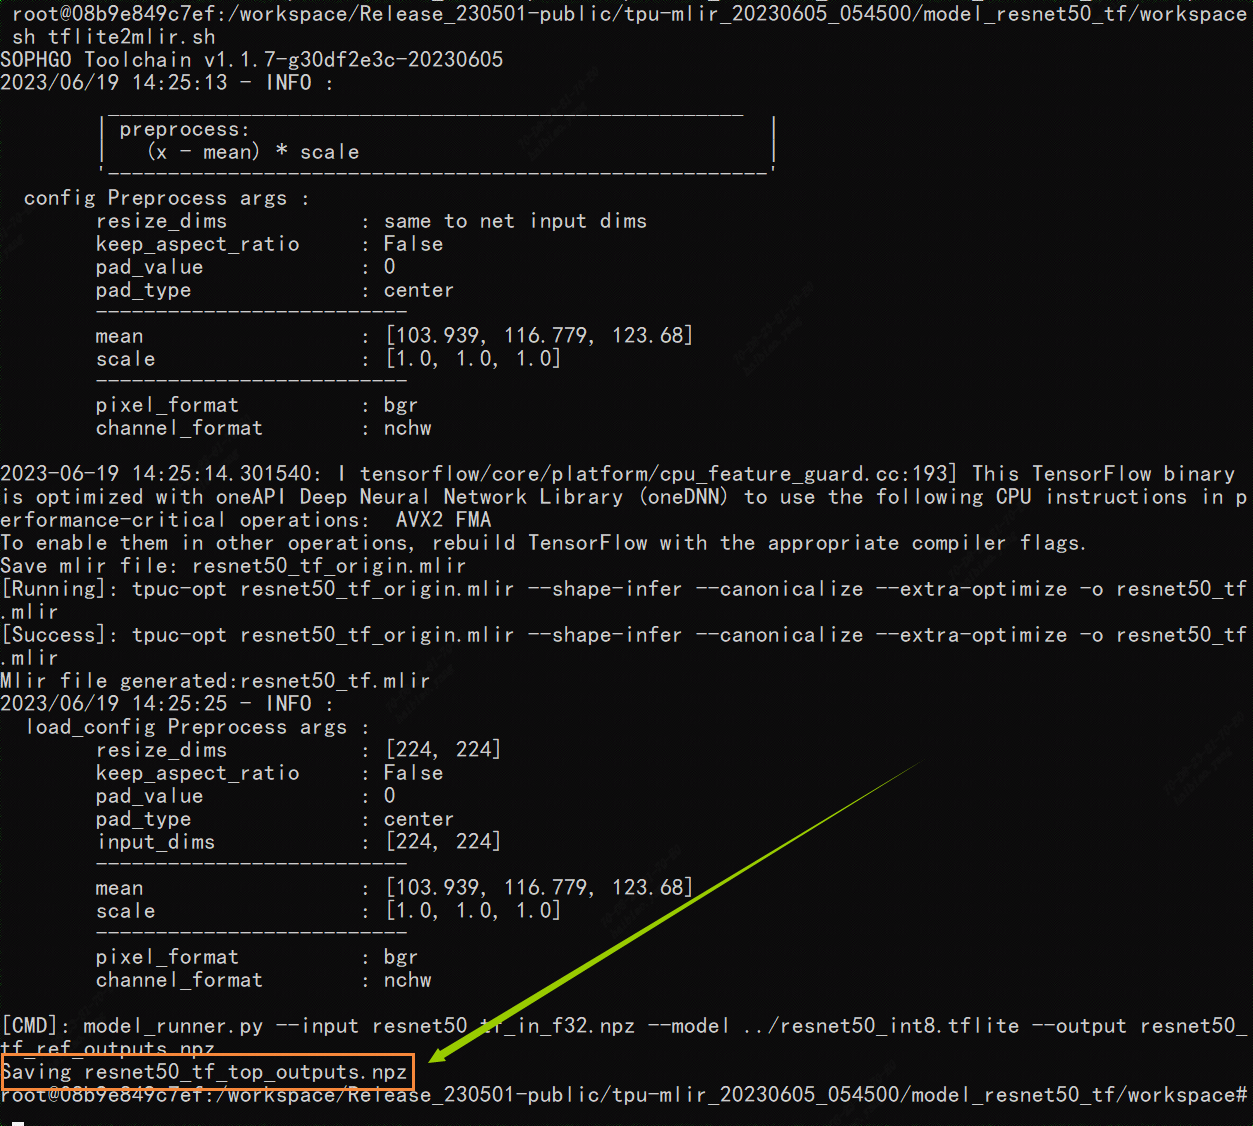 root@08b9e849c7ef:/workspace/Release_230501-public/tpu-mlir_20230605_054500/model_resnet50_tf/workspace
sh tflite2mlir.sh
SOPHGO Toolchain v1.1.7-g30df2e3c-20230605
2023/06/19 14:25:13 - INFO :
preprocess:
(x - mean) * scale
config Preprocess args :
resize_dims : same to net input dims
keep_aspect_ratio : False
pad_value : 0
pad_type : center
--------------------------
mean : [103.939, 116.779, 123.68]
scale : [1.0, 1.0, 1.0]
--------------------------
pixel_format : bgr
channel_format : nchw
2023-06-19 14:25:14.301540: I tensorflow/core/platform/cpu_feature_guard.cc:193] This TensorFlow binary
is optimized with oneAPI Deep Neural Network Library (oneDNN) to use the following CPU instructions in p
erformance-critical operations:  AVX2 FMA
To enable them in other operations, rebuild TensorFlow with the appropriate compiler flags.
Save mlir file: resnet50_tf_origin.mlir
[Running]: tpuc-opt resnet50_tf_origin.mlir --shape-infer --canonicalize --extra-optimize -o resnet50_tf
.mlir
[Success]: tpuc-opt resnet50_tf_origin.mlir --shape-infer --canonicalize --extra-optimize -o resnet50_tf
.mlir
Mlir file generated:resnet50_tf.mlir
2023/06/19 14:25:25 - INFO :
load_config Preprocess args :
resize_dims : [224, 224]
keep_aspect_ratio : False
pad_value : 0
pad_type : center
input_dims : [224, 224]
--------------------------
mean : [103.939, 116.779, 123.68]
scale : [1.0, 1.0, 1.0]
--------------------------
pixel_format : bgr
channel_format : nchw
[CMD]: model_runner.py --input resnet50_tf_in_f32.npz --model ../resnet50_int8.tflite --output resnet50_
tf_ref_outputs.npz
Saving resnet50_tf_top_outputs.npz
root@08b9e849c7ef:/workspace/Release_230501-public/tpu-mlir_20230605_054500/model_resnet50_tf/workspace#